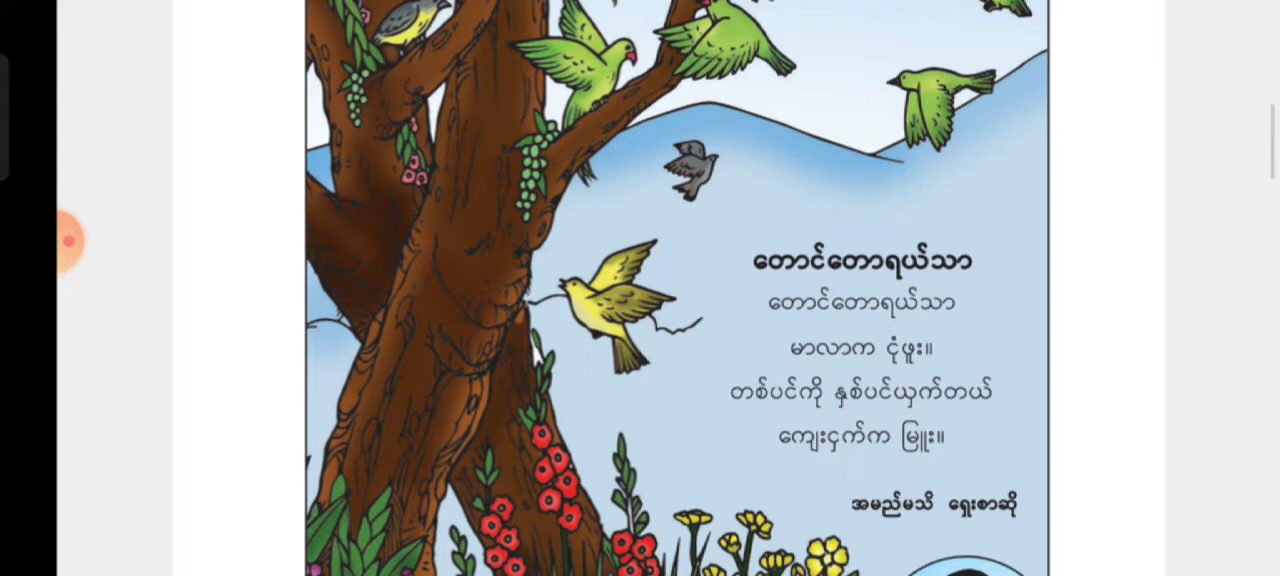 တောင်တောရယ်သာ
တောင်တောရယ်သာ
မာလာက ငုံဖူး။
တစ်ပင်ကို နှစ်ပင်ယှက်တယ်
ကျေးငှက်က မြူး။
အမည်မသိ ရှေးစာဆို